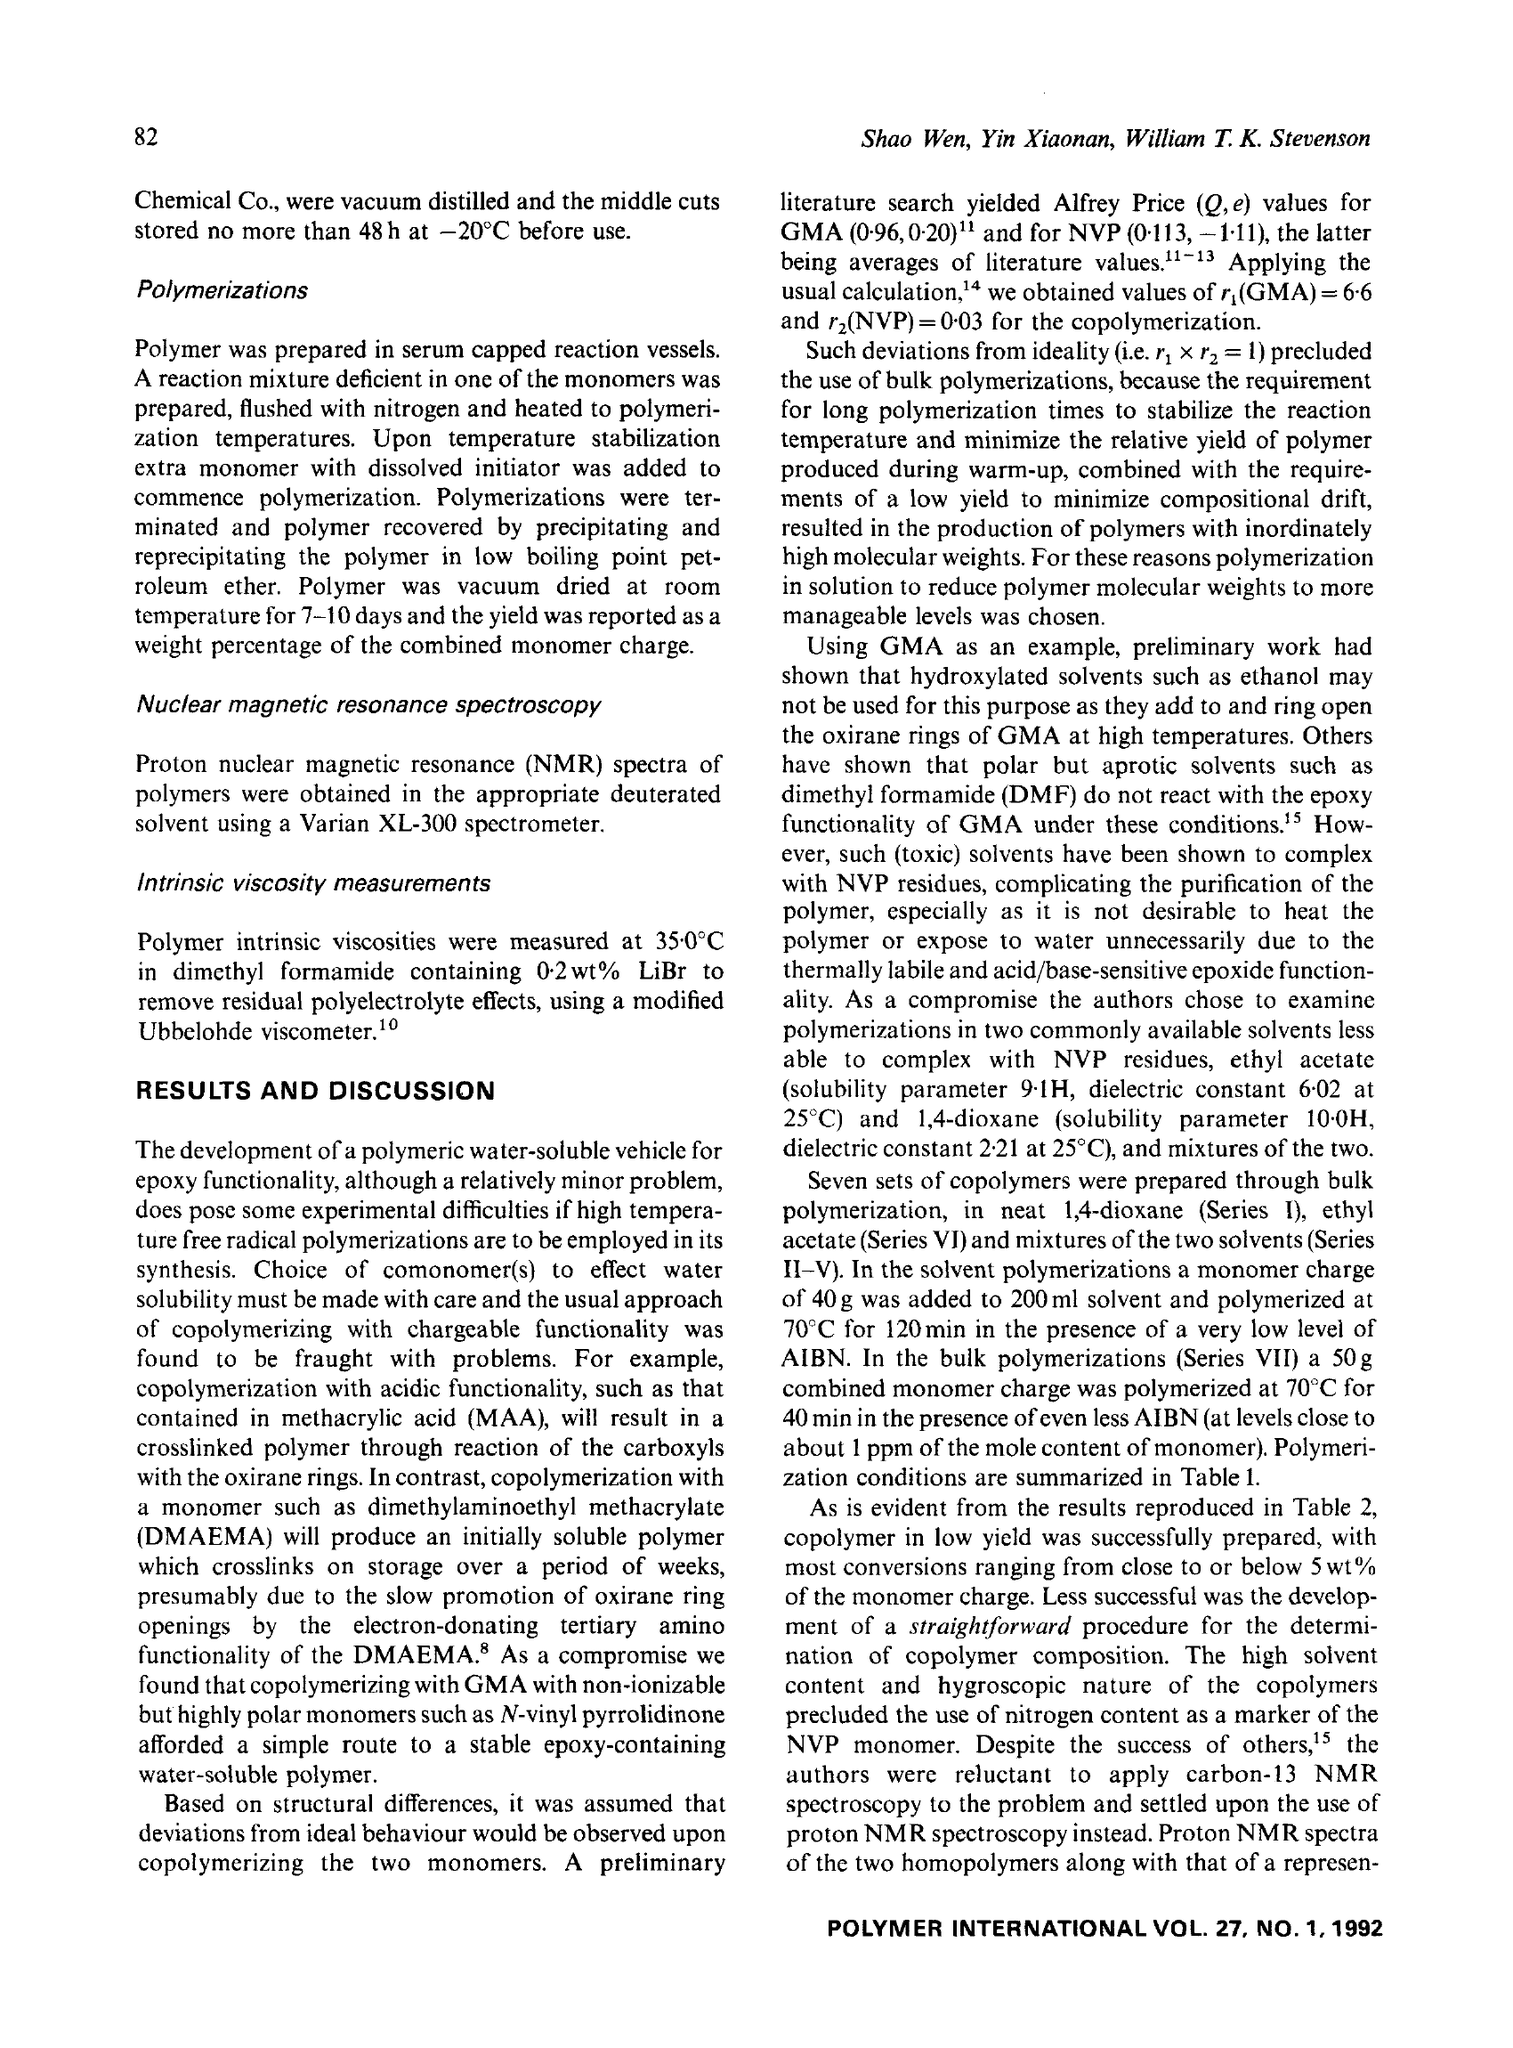 82
Shao Wen, Yin Xiaonan, William T. K. Stevenson
Chemical Co., were vacuum distilled and the middle cuts
stored no more than 48 h at −20°C before use.
Polymerizations
Polymer was prepared in serum capped reaction vessels.
A reaction mixture deficient in one of the monomers was
prepared, flushed with nitrogen and heated to polymeri-
zation temperatures. Upon temperature stabilization
extra monomer with dissolved initiator was added to
commence polymerization. Polymerizations were ter-
minated and polymer recovered by precipitating and
reprecipitating the polymer in low boiling point pet-
roleum ether. Polymer was vacuum dried at room
temperature for 7–10 days and the yield was reported as a
weight percentage of the combined monomer charge.
Nuclear magnetic resonance spectroscopy
Proton nuclear magnetic resonance (NMR) spectra of
polymers were obtained in the appropriate deuterated
solvent using a Varian XL-300 spectrometer.
Intrinsic viscosity measurements
Polymer intrinsic viscosities were measured at 35·0°C
in dimethyl formamide containing 0·2 wt% LiBr to
remove residual polyelectrolyte effects, using a modified
Ubbelohde viscometer.¹⁰
RESULTS AND DISCUSSION
The development of a polymeric water-soluble vehicle for
epoxy functionality, although a relatively minor problem,
does pose some experimental difficulties if high tempera-
ture free radical polymerizations are to be employed in its
synthesis. Choice of comonomer(s) to effect water
solubility must be made with care and the usual approach
of copolymerizing with chargeable functionality was
found to be fraught with problems. For example,
copolymerization with acidic functionality, such as that
contained in methacrylic acid (MAA), will result in a
crosslinked polymer through reaction of the carboxyls
with the oxirane rings. In contrast, copolymerization with
a monomer such as dimethylaminoethyl methacrylate
(DMAEMA) will produce an initially soluble polymer
which crosslinks on storage over a period of weeks,
presumably due to the slow promotion of oxirane ring
openings by the electron-donating tertiary amino
functionality of the DMAEMA.⁸ As a compromise we
found that copolymerizing with GMA with non-ionizable
but highly polar monomers such as N-vinyl pyrrolidinone
afforded a simple route to a stable epoxy-containing
water-soluble polymer.
Based on structural differences, it was assumed that
deviations from ideal behaviour would be observed upon
copolymerizing the two monomers. A preliminary
literature search yielded Alfrey Price (Q, e) values for
GMA (0·96, 0·20)¹¹ and for NVP (0·113, −1·11), the latter
being averages of literature values.¹¹⁻¹³ Applying the
usual calculation,¹⁴ we obtained values of r₁(GMA) = 6·6
and r₂(NVP) = 0·03 for the copolymerization.
Such deviations from ideality (i.e. r₁ × r₂ = 1) precluded
the use of bulk polymerizations, because the requirement
for long polymerization times to stabilize the reaction
temperature and minimize the relative yield of polymer
produced during warm-up, combined with the require-
ments of a low yield to minimize compositional drift,
resulted in the production of polymers with inordinately
high molecular weights. For these reasons polymerization
in solution to reduce polymer molecular weights to more
manageable levels was chosen.
Using GMA as an example, preliminary work had
shown that hydroxylated solvents such as ethanol may
not be used for this purpose as they add to and ring open
the oxirane rings of GMA at high temperatures. Others
have shown that polar but aprotic solvents such as
dimethyl formamide (DMF) do not react with the epoxy
functionality of GMA under these conditions.¹⁵ How-
ever, such (toxic) solvents have been shown to complex
with NVP residues, complicating the purification of the
polymer, especially as it is not desirable to heat the
polymer or expose to water unnecessarily due to the
thermally labile and acid/base-sensitive epoxide function-
ality. As a compromise the authors chose to examine
polymerizations in two commonly available solvents less
able to complex with NVP residues, ethyl acetate
(solubility parameter 9·1H, dielectric constant 6·02 at
25°C) and 1,4-dioxane (solubility parameter 10·0H,
dielectric constant 2·21 at 25°C), and mixtures of the two.
Seven sets of copolymers were prepared through bulk
polymerization, in neat 1,4-dioxane (Series I), ethyl
acetate (Series VI) and mixtures of the two solvents (Series
II–V). In the solvent polymerizations a monomer charge
of 40 g was added to 200 ml solvent and polymerized at
70°C for 120 min in the presence of a very low level of
AIBN. In the bulk polymerizations (Series VII) a 50 g
combined monomer charge was polymerized at 70°C for
40 min in the presence of even less AIBN (at levels close to
about 1 ppm of the mole content of monomer). Polymeri-
zation conditions are summarized in Table 1.
As is evident from the results reproduced in Table 2,
copolymer in low yield was successfully prepared, with
most conversions ranging from close to or below 5 wt%
of the monomer charge. Less successful was the develop-
ment of a straightforward procedure for the determi-
nation of copolymer composition. The high solvent
content and hygroscopic nature of the copolymers
precluded the use of nitrogen content as a marker of the
NVP monomer. Despite the success of others,¹⁵ the
authors were reluctant to apply carbon-13 NMR
spectroscopy to the problem and settled upon the use of
proton NMR spectroscopy instead. Proton NMR spectra
of the two homopolymers along with that of a represen-
POLYMER INTERNATIONAL VOL. 27, NO. 1, 1992